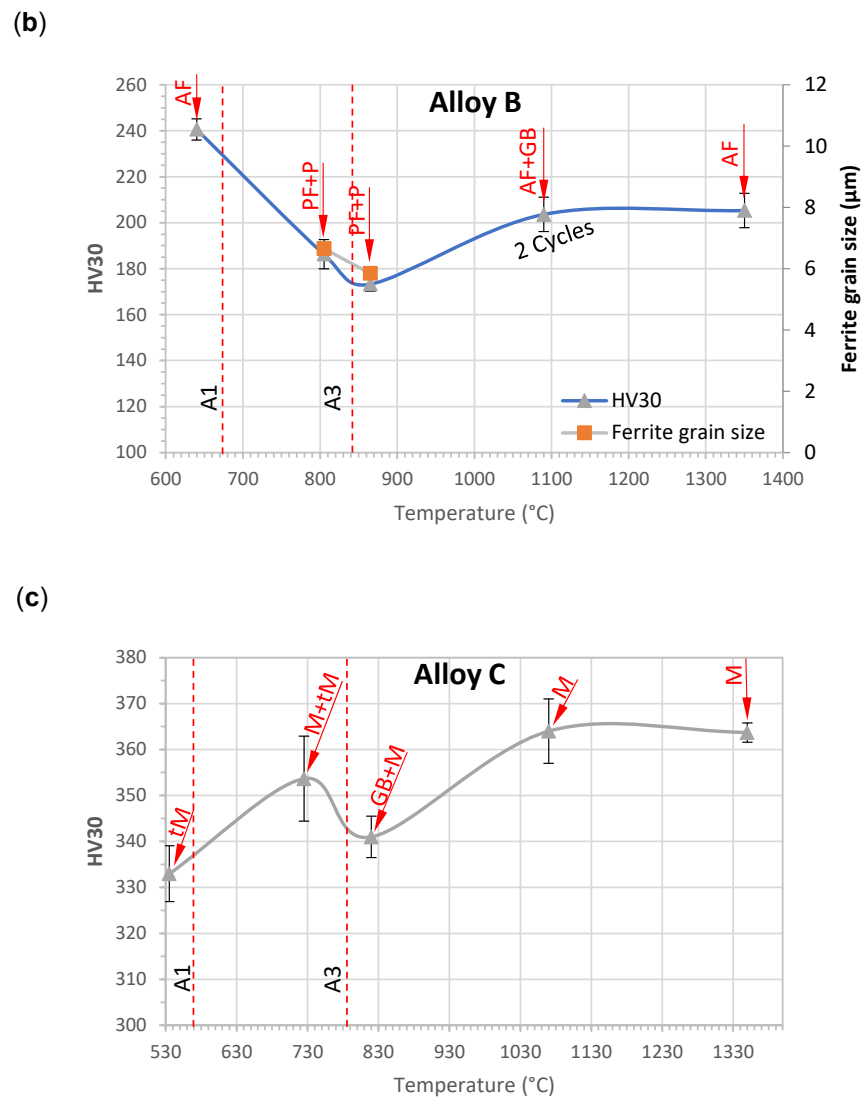 (b)
Alloy B
260
240
220
200
180
160
140
120
100
HV30
12
10
8
6
4
2
0
Ferrite grain size (µm)
AF
PF+P
PF+P
AF+GB
AF
2 Cycles
A1
A3
HV30
Ferrite grain size
600 700 800 900 1000 1100 1200 1300 1400
Temperature (°C)
(c)
Alloy C
380
370
360
350
340
330
320
310
300
HV30
tM
M+tM
GB+M
M
M
A1
A3
530 630 730 830 930 1030 1130 1230 1330
Temperature (°C)